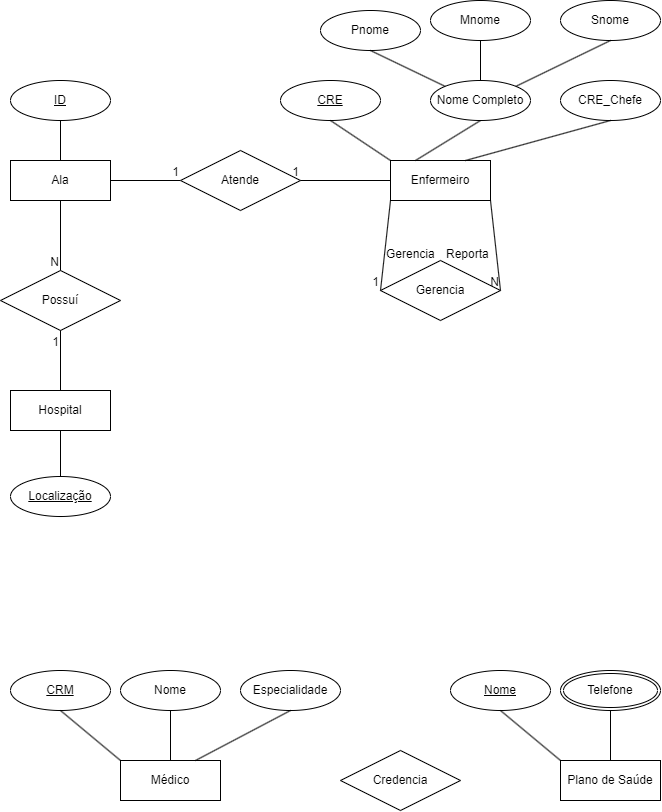 Pnome
Mnome
Snome
ID
CRE
Nome Completo
CRE_Chefe
Ala
1
Atende
1
Enfermeiro
Gerencia
Reporta
N
1
N
Possuí
Gerencia
1
Hospital
Localização
CRM
Nome
Especialidade
Nome
Telefone
Médico
Credencia
Plano de Saúde